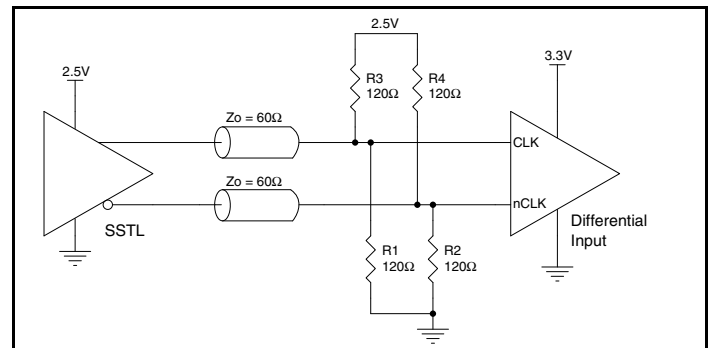 2.5V
2.5V
3.3V
R3
120Ω
R4
120Ω
Zo = 60Ω
CLK
Zo = 60Ω
nCLK
SSTL
Differential
Input
R1
120Ω
R2
120Ω